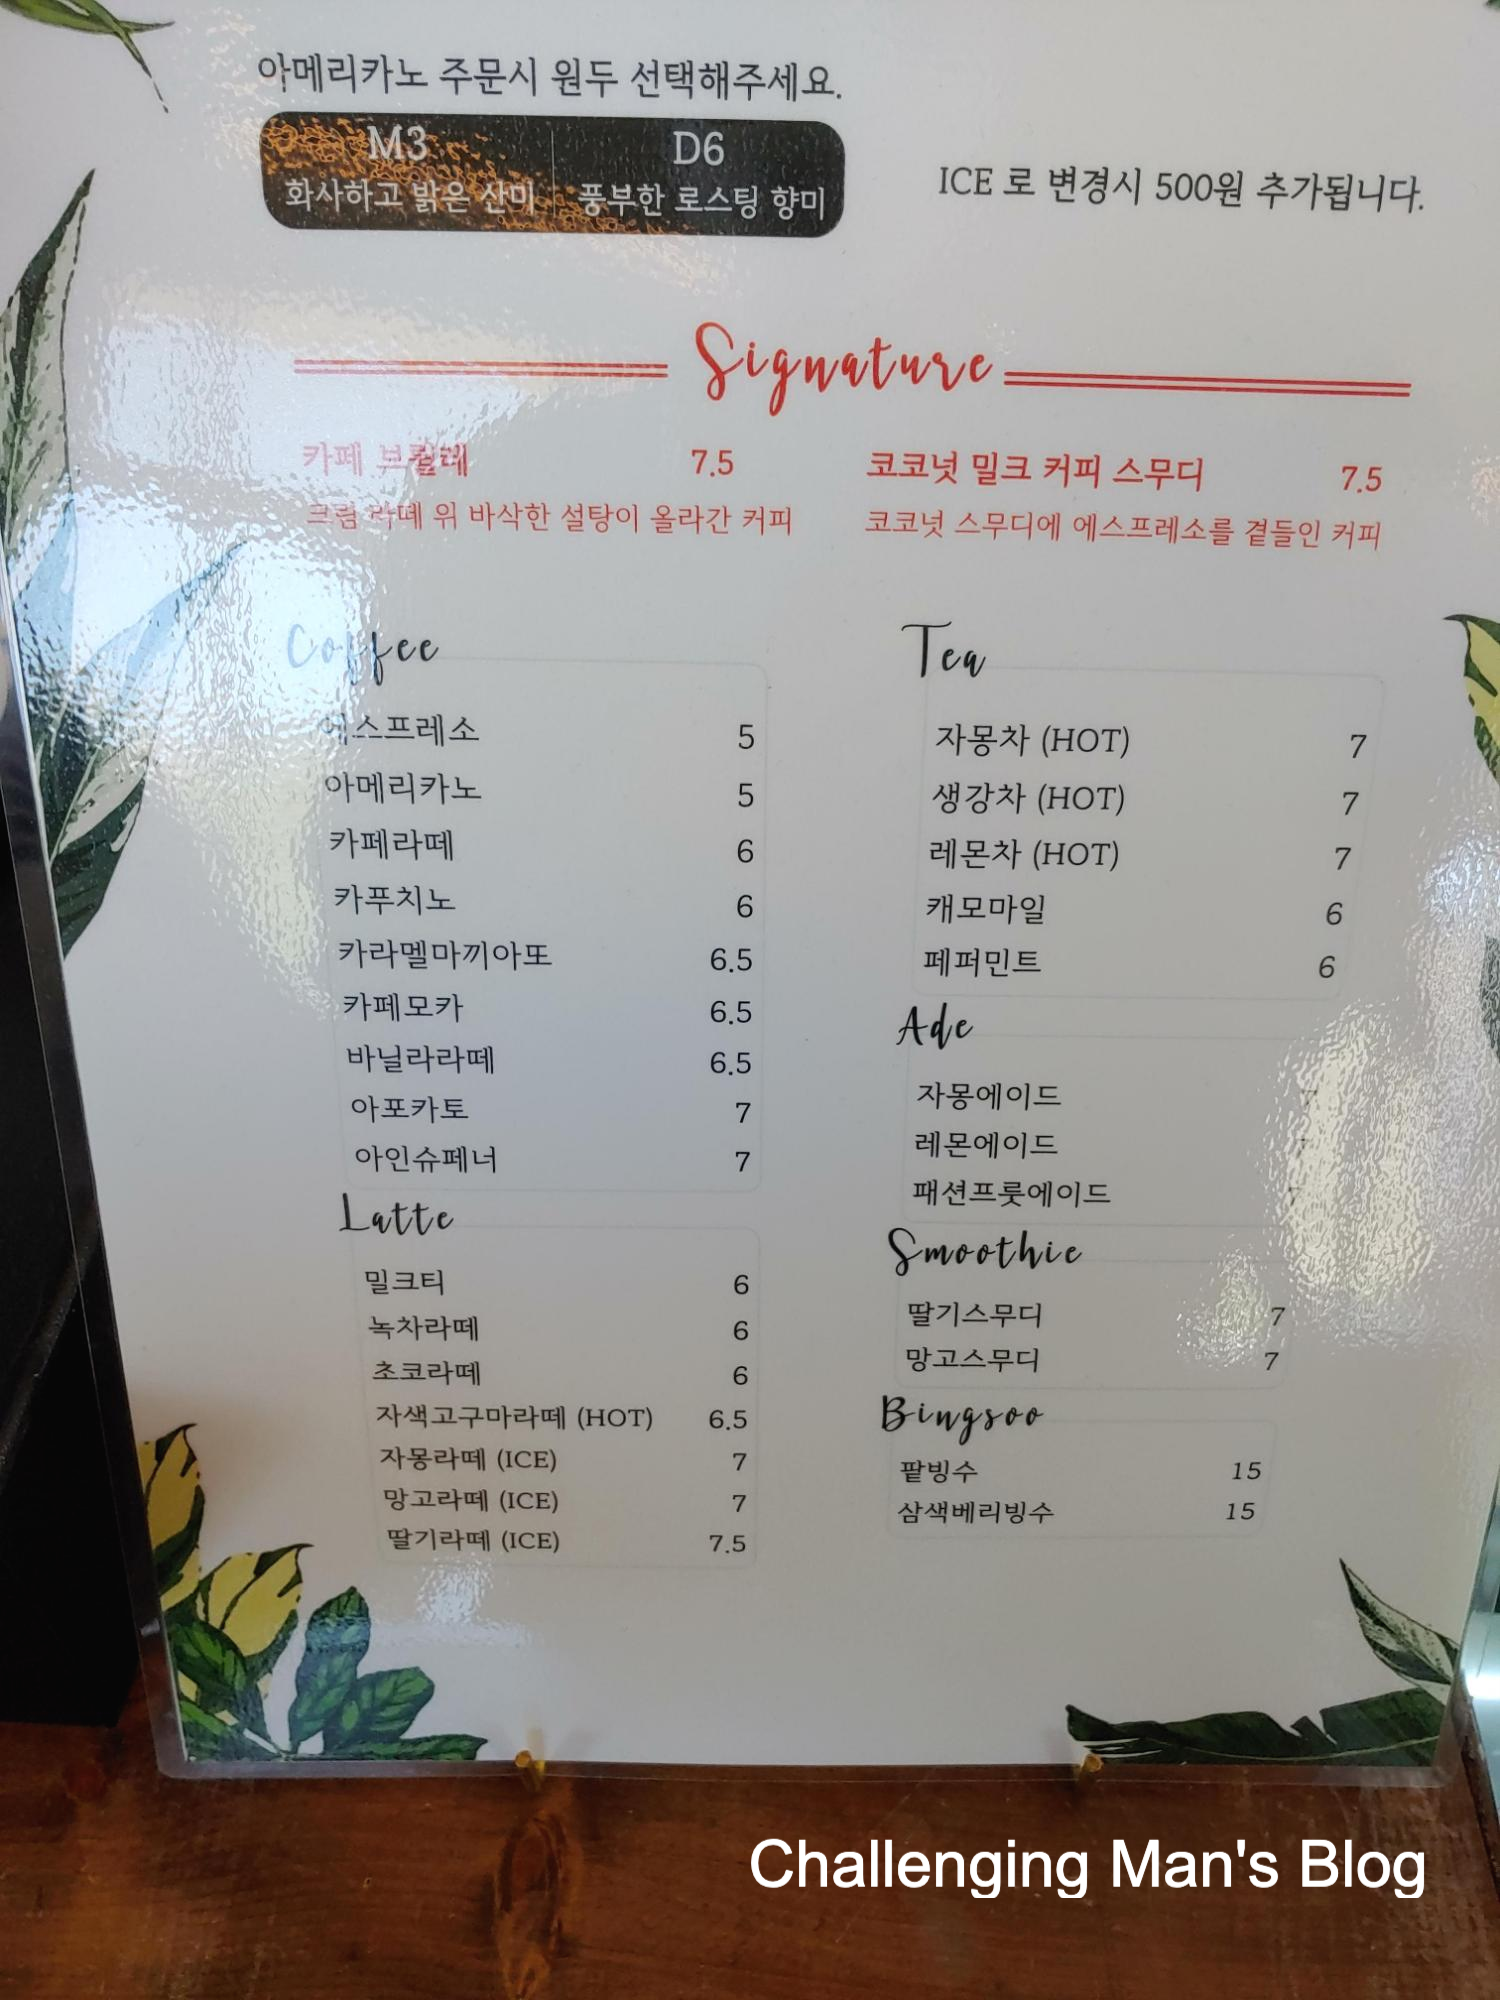 아메리카노 주문시 원두 선택해주세요.
M3
화사하고 밝은 산미
D6
풍부한 로스팅 향미
ICE 로 변경시 500원 추가됩니다.
Signature
카페 브륄레 7.5
크림 라떼 위 바삭한 설탕이 올라간 커피
코코넛 밀크 커피 스무디 7.5
코코넛 스무디에 에스프레소를 곁들인 커피
Coffee
에스프레소 5
아메리카노 5
카페라떼 6
카푸치노 6
카라멜마끼아또 6.5
카페모카 6.5
바닐라라떼 6.5
아포카토 7
아인슈페너 7
Latte
밀크티 6
녹차라떼 6
초코라떼 6
자색고구마라떼 (HOT) 6.5
자몽라떼 (ICE) 7
망고라떼 (ICE) 7
딸기라떼 (ICE) 7.5
Tea
자몽차 (HOT) 7
생강차 (HOT) 7
레몬차 (HOT) 7
캐모마일 6
페퍼민트 6
Ade
자몽에이드 7
레몬에이드
패션프룻에이드 7
Smoothie
딸기스무디 7
망고스무디 7
Bingsoo
팥빙수 15
삼색베리빙수 15
Challenging Man's Blog